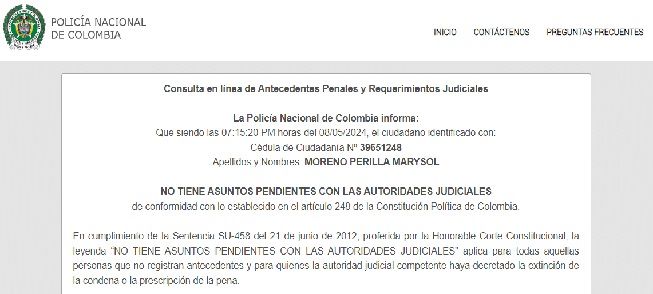 POLICÍA NACIONAL
DE COLOMBIA
INICIO CONTÁCTENOS PREGUNTAS FRECUENTES
Consulta en línea de Antecedentes Penales y Requerimientos Judiciales
La Policía Nacional de Colombia informa:
Que siendo las 07:15:20 PM horas del 08/05/2024, el ciudadano identificado con:
Cédula de Ciudadanía Nº 39651248
Apellidos y Nombres MORENO PERILLA MARYSOL
NO TIENE ASUNTOS PENDIENTES CON LAS AUTORIDADES JUDICIALES
de conformidad con lo establecido en el artículo 248 de la Constitución Política de Colombia.
En cumplimiento de la Sentencia SU-458 del 21 de junio de 2012, proferida por la Honorable Corte Constitucional, la
leyenda "NO TIENE ASUNTOS PENDIENTES CON LAS AUTORIDADES JUDICIALES" aplica para todas aquellas
personas que no registran antecedentes y para quienes la autoridad judicial competente haya decretado la extinción de
la condena o la prescripción de la pena.